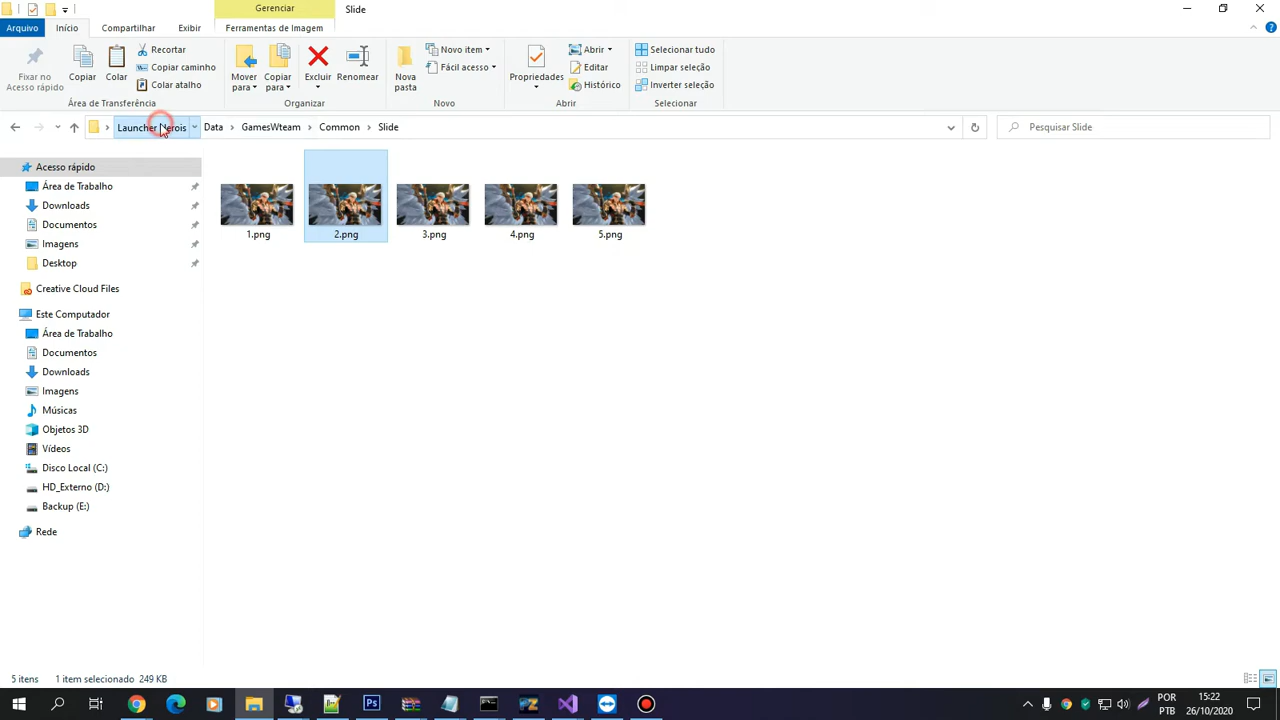 Gerenciar
Slide
Arquivo
Início
Compartilhar
Exibir
Ferramentas de Imagem
Fixar no
Acesso rápido
Copiar
Colar
Recortar
Copiar caminho
Colar atalho
Mover
para
Copiar
para
Excluir
Renomear
Nova
pasta
Novo item
Fácil acesso
Propriedades
Abrir
Editar
Histórico
Selecionar tudo
Limpar seleção
Inverter seleção
Área de Transferência
Organizar
Novo
Abrir
Selecionar
Launcher
Data
GamesWteam
Common
Slide
Pesquisar Slide
Acesso rápido
Área de Trabalho
Downloads
Documentos
Imagens
Desktop
Creative Cloud Files
Este Computador
Área de Trabalho
Documentos
Downloads
Imagens
Músicas
Objetos 3D
Vídeos
Disco Local (C:)
HD_Externo (D:)
Backup (E:)
Rede
1.png
2.png
3.png
4.png
5.png
5 itens
1 item selecionado 249 KB
Ps
POR
PTB
15:22
26/10/2020